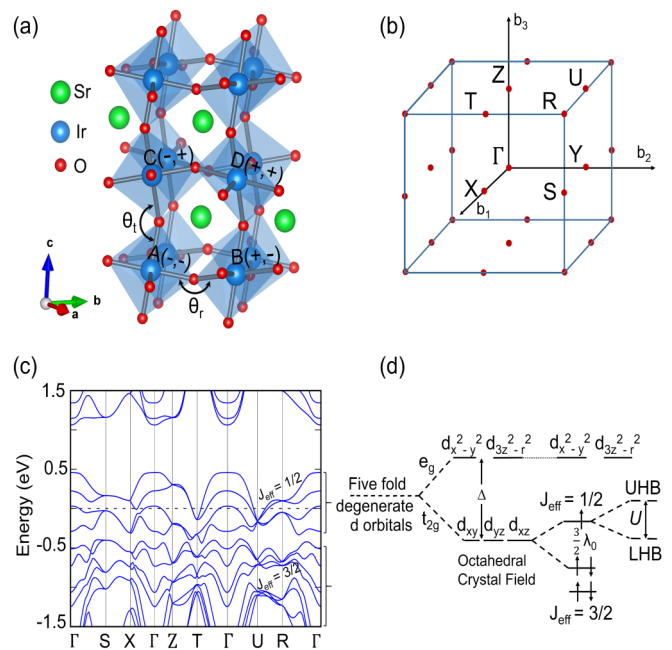 (a)
Sr
Ir
O
C(-,+)
D(+,+)
θt
A(-,-)
B(+,-)
θr
c
b
a
(b)
b3
Z
U
T
R
Γ
Y
b2
X
S
b1
(c)
1.5
0.5
-0.5
-1.5
Energy (eV)
Jeff = 1/2
Jeff = 3/2
Γ S X Γ Z T Γ U R Γ
(d)
Five fold
degenerate
d orbitals
eg
t2g
dx²-y² d3z²-r² dx²-y² d3z²-r²
Δ
dxy dyz dxz
Octahedral
Crystal Field
Jeff = 1/2
3/2 λ0
Jeff = 3/2
UHB
U
LHB